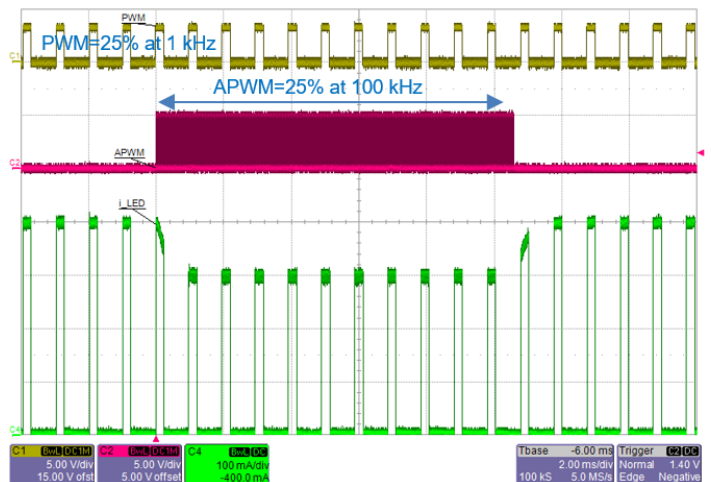 PWM
C1
PWM=25% at 1 kHz
APWM=25% at 100 kHz
APWM
C2
i_LED
C4
C1 BwL DC1M
5.00 V/div
15.00 V ofst
C2 BwL DC1M
5.00 V/div
5.00 V offset
C4 BwL DC
100 mA/div
-400.0 mA
Tbase -6.00 ms
2.00 ms/div
100 kS 5.0 MS/s
Trigger C2 DC
Normal 1.40 V
Edge Negative